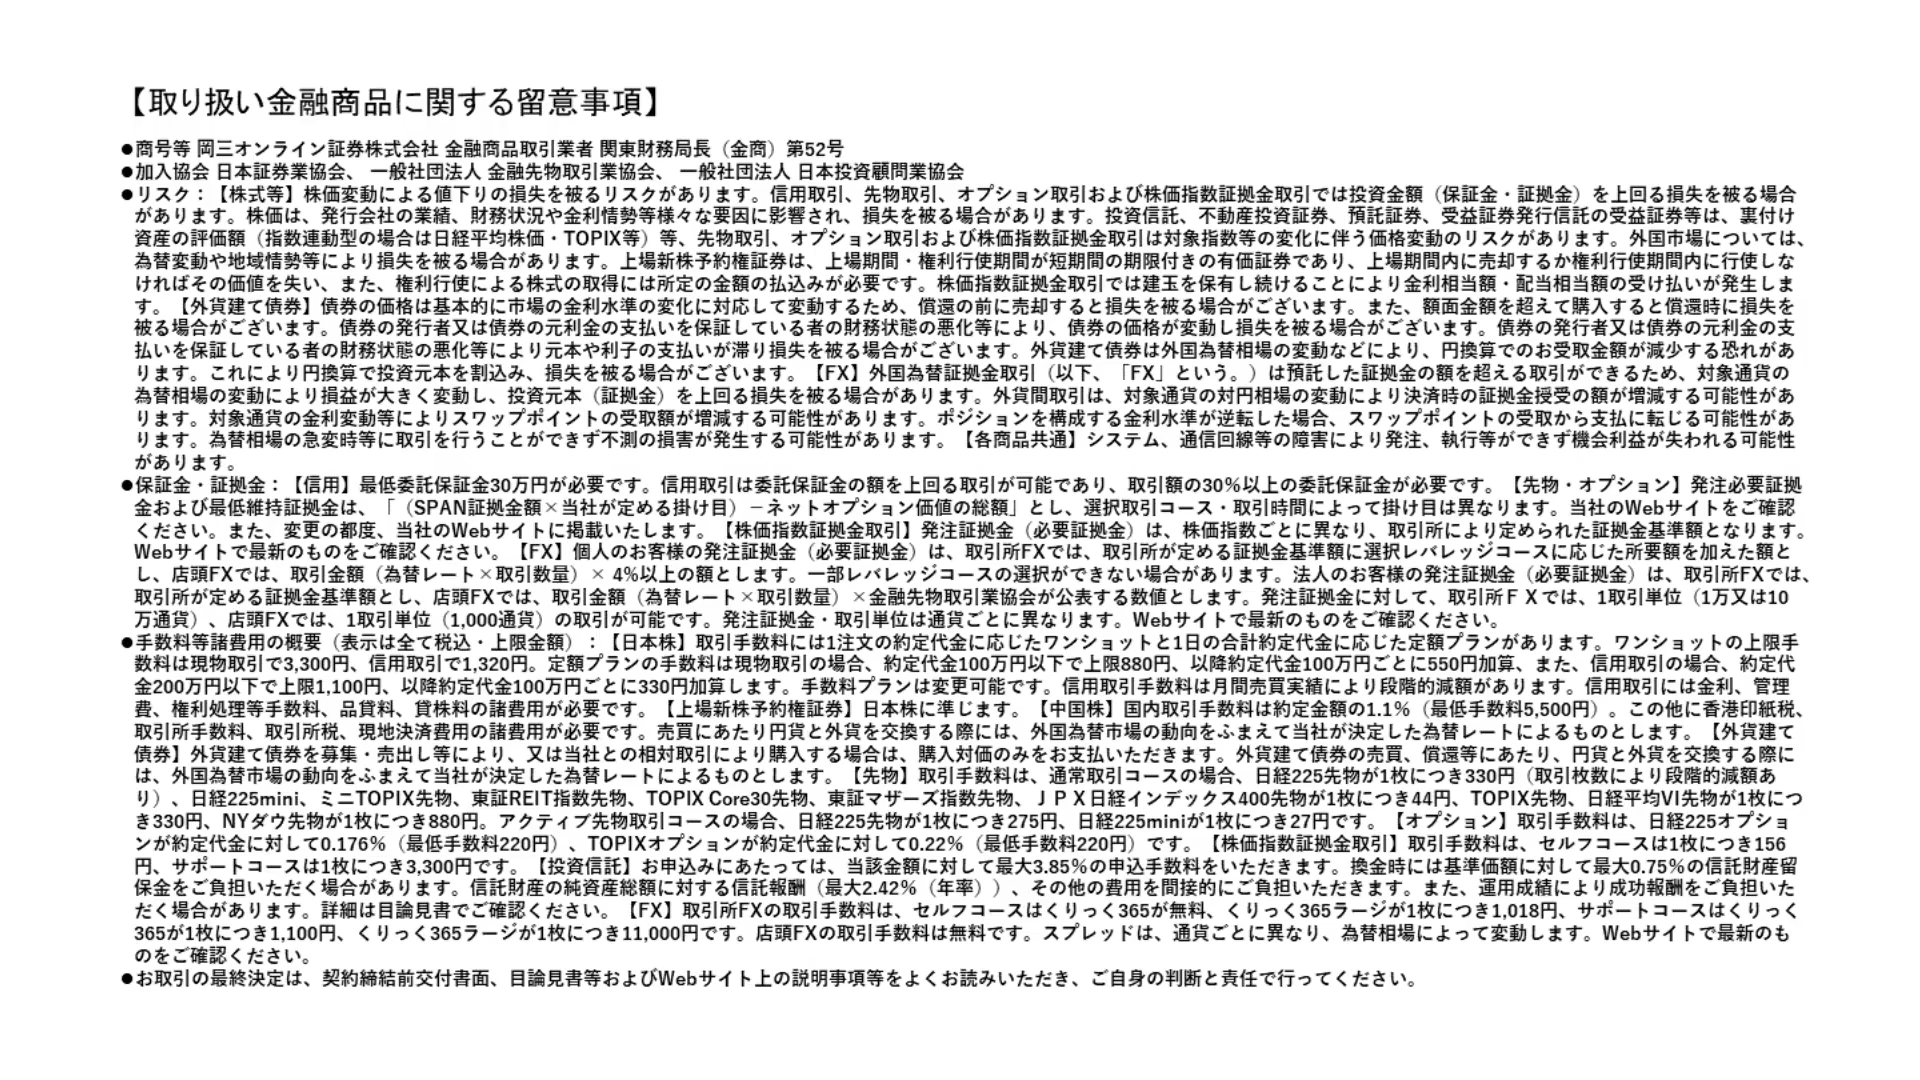 【取り扱い金融商品に関する留意事項】
●商号等 岡三オンライン証券株式会社 金融商品取引業者 関東財務局長（金商）第52号
●加入協会 日本証券業協会、 一般社団法人 金融先物取引業協会、 一般社団法人 日本投資顧問業協会
●リスク：【株式等】株価変動による値下りの損失を被るリスクがあります。信用取引、先物取引、オプション取引および株価指数証拠金取引では投資金額（保証金・証拠金）を上回る損失を被る場合
があります。株価は、発行会社の業績、財務状況や金利情勢等様々な要因に影響され、損失を被る場合があります。投資信託、不動産投資証券、預託証券、受益証券発行信託の受益証券等は、裏付け
資産の評価額（指数連動型の場合は日経平均株価・TOPIX等）等、先物取引、オプション取引および株価指数証拠金取引は対象指数等の変化に伴う価格変動のリスクがあります。外国市場については、
為替変動や地域情勢等により損失を被る場合があります。上場新株予約権証券は、上場期間・権利行使期間が短期間の期限付きの有価証券であり、上場期間内に売却するか権利行使期間内に行使しな
ければその価値を失い、また、権利行使による株式の取得には所定の金額の払込みが必要です。株価指数証拠金取引では建玉を保有し続けることにより金利相当額・配当相当額の受け払いが発生しま
す。【外貨建て債券】債券の価格は基本的に市場の金利水準の変化に対応して変動するため、償還の前に売却すると損失を被る場合がございます。また、額面金額を超えて購入すると償還時に損失を
被る場合がございます。債券の発行者又は債券の元利金の支払いを保証している者の財務状態の悪化等により、債券の価格が変動し損失を被る場合がございます。債券の発行者又は債券の元利金の支
払いを保証している者の財務状態の悪化等により元本や利子の支払いが滞り損失を被る場合がございます。外貨建て債券は外国為替相場の変動などにより、円換算でのお受取金額が減少する恐れがあ
ります。これにより円換算で投資元本を割込み、損失を被る場合がございます。【FX】外国為替証拠金取引（以下、「FX」という。）は預託した証拠金の額を超える取引ができるため、対象通貨の
為替相場の変動により損益が大きく変動し、投資元本（証拠金）を上回る損失を被る場合があります。外貨間取引は、対象通貨の対円相場の変動により決済時の証拠金授受の額が増減する可能性があ
ります。対象通貨の金利変動等によりスワップポイントの受取額が増減する可能性があります。ポジションを構成する金利水準が逆転した場合、スワップポイントの受取から支払に転じる可能性があ
ります。為替相場の急変時等に取引を行うことができず不測の損害が発生する可能性があります。【各商品共通】システム、通信回線等の障害により発注、執行等ができず機会利益が失われる可能性
があります。
●保証金・証拠金：【信用】最低委託保証金30万円が必要です。信用取引は委託保証金の額を上回る取引が可能であり、取引額の30％以上の委託保証金が必要です。【先物・オプション】発注必要証拠
金および最低維持証拠金は、「（SPAN証拠金額×当社が定める掛け目）－ネットオプション価値の総額」とし、選択取引コース・取引時間によって掛け目は異なります。当社のWebサイトをご確認
ください。また、変更の都度、当社のWebサイトに掲載いたします。【株価指数証拠金取引】発注証拠金（必要証拠金）は、株価指数ごとに異なり、取引所により定められた証拠金基準額となります。
Webサイトで最新のものをご確認ください。【FX】個人のお客様の発注証拠金（必要証拠金）は、取引所FXでは、取引所が定める証拠金基準額に選択レバレッジコースに応じた所要額を加えた額と
し、店頭FXでは、取引金額（為替レート×取引数量）× 4％以上の額とします。一部レバレッジコースの選択ができない場合があります。法人のお客様の発注証拠金（必要証拠金）は、取引所FXでは、
取引所が定める証拠金基準額とし、店頭FXでは、取引金額（為替レート×取引数量）×金融先物取引業協会が公表する数値とします。発注証拠金に対して、取引所ＦＸでは、1取引単位（1万又は10
万通貨）、店頭FXでは、1取引単位（1,000通貨）の取引が可能です。発注証拠金・取引単位は通貨ごとに異なります。Webサイトで最新のものをご確認ください。
●手数料等諸費用の概要（表示は全て税込・上限金額）：【日本株】取引手数料には1注文の約定代金に応じたワンショットと1日の合計約定代金に応じた定額プランがあります。ワンショットの上限手
数料は現物取引で3,300円、信用取引で1,320円。定額プランの手数料は現物取引の場合、約定代金100万円以下で上限880円、以降約定代金100万円ごとに550円加算、また、信用取引の場合、約定代
金200万円以下で上限1,100円、以降約定代金100万円ごとに330円加算します。手数料プランは変更可能です。信用取引手数料は月間売買実績により段階的減額があります。信用取引には金利、管理
費、権利処理等手数料、品貸料、貸株料の諸費用が必要です。【上場新株予約権証券】日本株に準じます。【中国株】国内取引手数料は約定金額の1.1％（最低手数料5,500円）。この他に香港印紙税、
取引所手数料、取引所税、現地決済費用の諸費用が必要です。売買にあたり円貨と外貨を交換する際には、外国為替市場の動向をふまえて当社が決定した為替レートによるものとします。【外貨建て
債券】外貨建て債券を募集・売出し等により、又は当社との相対取引により購入する場合は、購入対価のみをお支払いただきます。外貨建て債券の売買、償還等にあたり、円貨と外貨を交換する際に
は、外国為替市場の動向をふまえて当社が決定した為替レートによるものとします。【先物】取引手数料は、通常取引コースの場合、日経225先物が1枚につき330円（取引枚数により段階的減額あ
り）、日経225mini、ミニTOPIX先物、東証REIT指数先物、TOPIX Core30先物、東証マザーズ指数先物、ＪＰＸ日経インデックス400先物が1枚につき44円、TOPIX先物、日経平均VI先物が1枚につ
き330円、NYダウ先物が1枚につき880円。アクティブ先物取引コースの場合、日経225先物が1枚につき275円、日経225miniが1枚につき27円です。【オプション】取引手数料は、日経225オプショ
ンが約定代金に対して0.176％（最低手数料220円）、TOPIXオプションが約定代金に対して0.22％（最低手数料220円）です。【株価指数証拠金取引】取引手数料は、セルフコースは1枚につき156
円、サポートコースは1枚につき3,300円です。【投資信託】お申込みにあたっては、当該金額に対して最大3.85％の申込手数料をいただきます。換金時には基準価額に対して最大0.75％の信託財産留
保金をご負担いただく場合があります。信託財産の純資産総額に対する信託報酬（最大2.42％（年率））、その他の費用を間接的にご負担いただきます。また、運用成績により成功報酬をご負担いた
だく場合があります。詳細は目論見書でご確認ください。【FX】取引所FXの取引手数料は、セルフコースはくりっく365が無料、くりっく365ラージが1枚につき1,018円、サポートコースはくりっく
365が1枚につき1,100円、くりっく365ラージが1枚につき11,000円です。店頭FXの取引手数料は無料です。スプレッドは、通貨ごとに異なり、為替相場によって変動します。Webサイトで最新のも
のをご確認ください。
●お取引の最終決定は、契約締結前交付書面、目論見書等およびWebサイト上の説明事項等をよくお読みいただき、ご自身の判断と責任で行ってください。